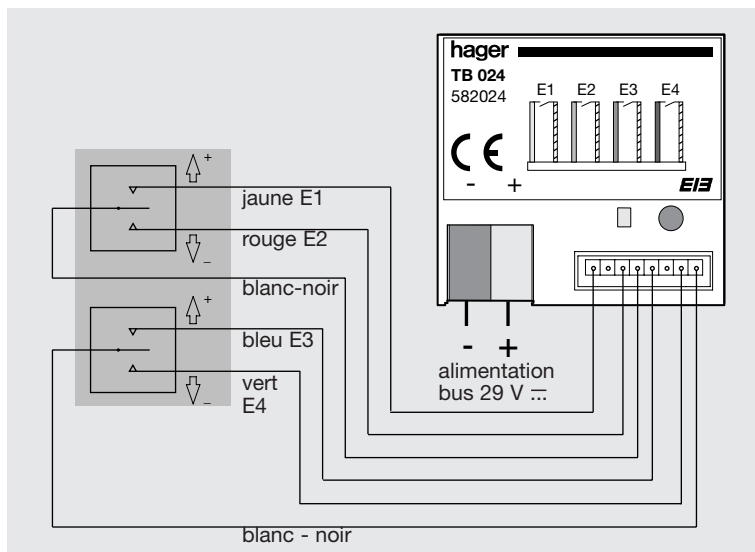 hager
TB 024
582024
E1 E2 E3 E4
CE
- +
EIB
+
jaune E1
rouge E2
–
blanc-noir
+
bleu E3
vert
E4
–
- +
alimentation
bus 29 V ⎓
blanc - noir